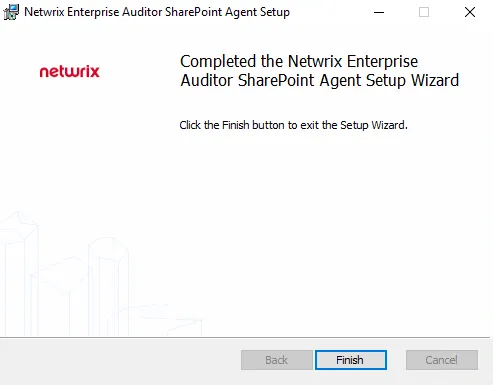 Netwrix Enterprise Auditor SharePoint Agent Setup
netwrix
Completed the Netwrix Enterprise
Auditor SharePoint Agent Setup Wizard
Click the Finish button to exit the Setup Wizard.
Back Finish Cancel